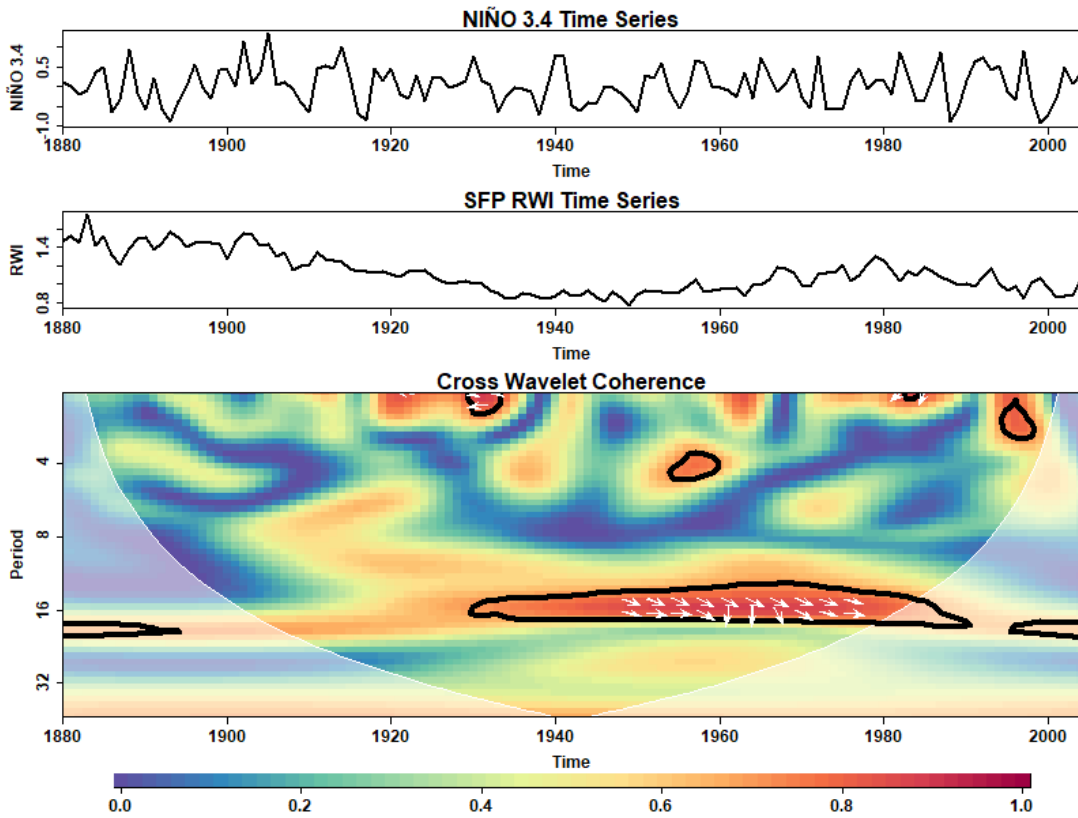 NIÑO 3.4 Time Series
NIÑO 3.4
0.5
-1.0
1880 1900 1920 1940 1960 1980 2000
Time
SFP RWI Time Series
RWI
1.4
0.8
1880 1900 1920 1940 1960 1980 2000
Time
Cross Wavelet Coherence
Period
4
8
16
32
1880 1900 1920 1940 1960 1980 2000
Time
0.0 0.2 0.4 0.6 0.8 1.0